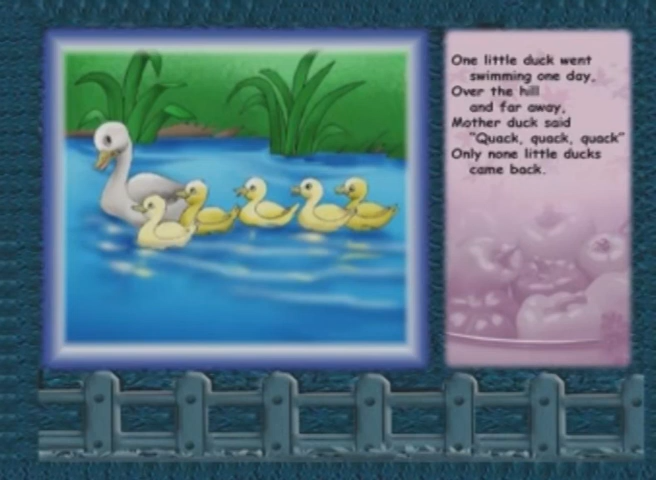 One little duck went
swimming one day,
Over the hill
and far away,
Mother duck said
"Quack, quack, quack"
Only none little ducks
came back.